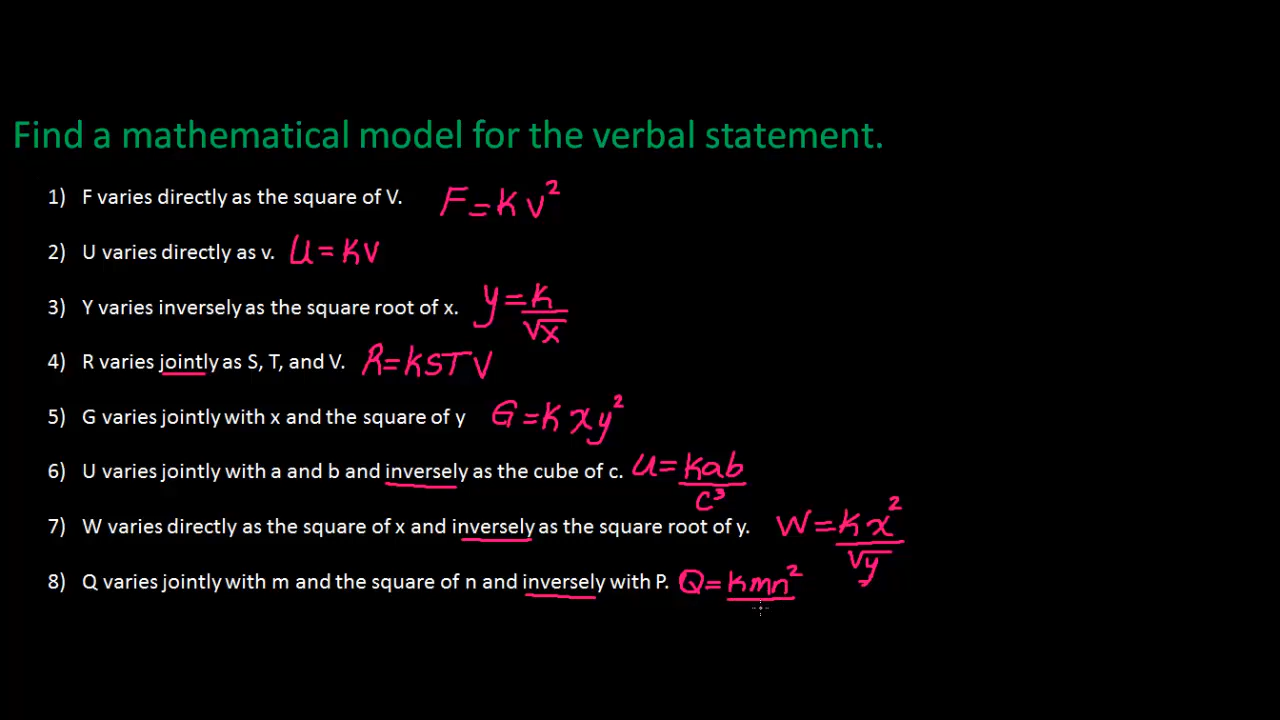 Find a mathematical model for the verbal statement.
1) F varies directly as the square of V. F = K V²
2) U varies directly as v. U = KV
3) Y varies inversely as the square root of x. y = K/√x
4) R varies jointly as S, T, and V. R = KSTV
5) G varies jointly with x and the square of y G = K x y²
6) U varies jointly with a and b and inversely as the cube of c. U = Kab/c³
7) W varies directly as the square of x and inversely as the square root of y. W = K x²/√y
8) Q varies jointly with m and the square of n and inversely with P. Q = kmn²